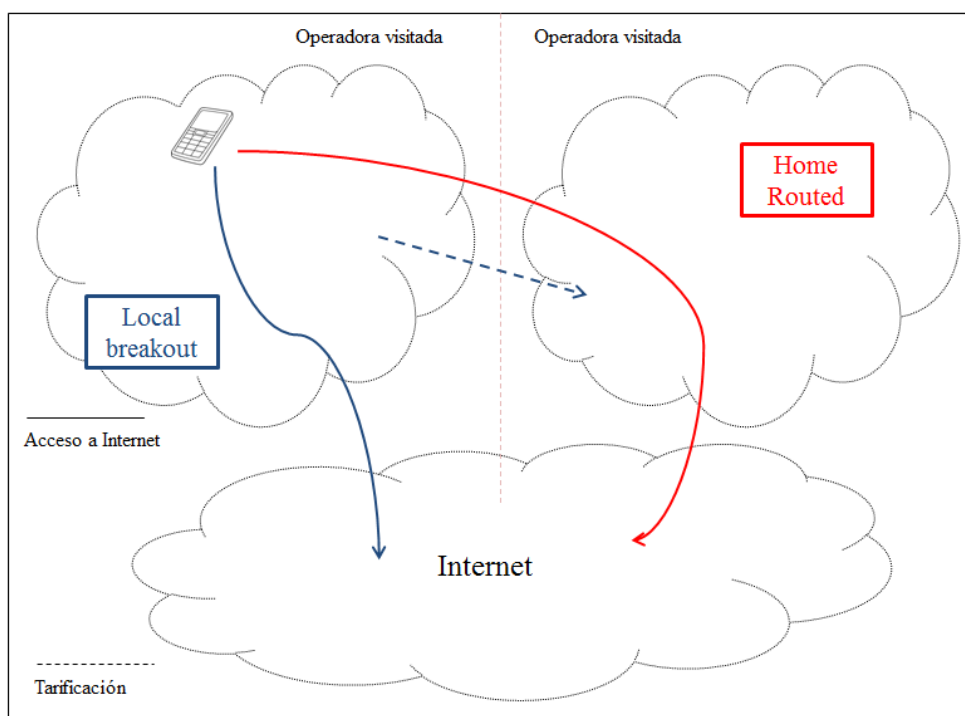 Operadora visitada
Operadora visitada
Home
Routed
Local
breakout
Acceso a Internet
Internet
Tarificación